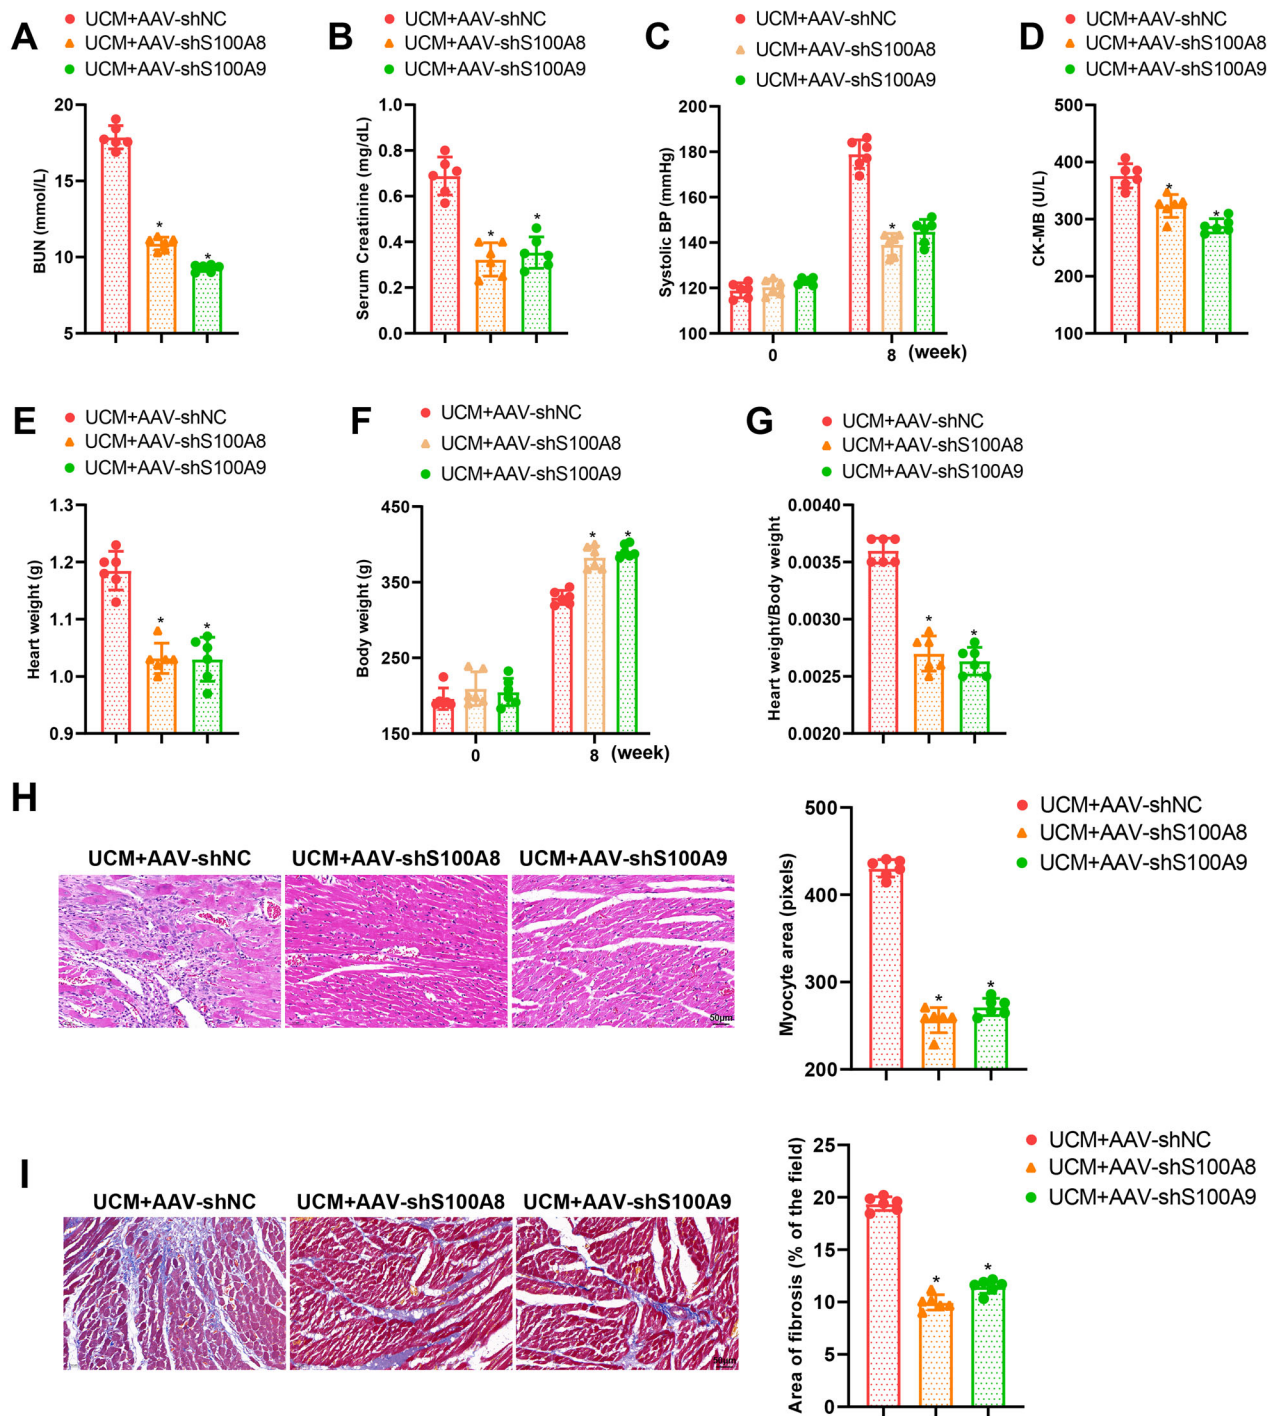 A
UCM+AAV-shNC
UCM+AAV-shS100A8
UCM+AAV-shS100A9
BUN (mmol/L)
20
15
10
5
*
*
B
UCM+AAV-shNC
UCM+AAV-shS100A8
UCM+AAV-shS100A9
Serum Creatinine (mg/dL)
1.0
0.8
0.6
0.4
0.2
0.0
*
*
C
UCM+AAV-shNC
UCM+AAV-shS100A8
UCM+AAV-shS100A9
Systolic BP (mmHg)
200
180
160
140
120
100
*
0
8
(week)
D
UCM+AAV-shNC
UCM+AAV-shS100A8
UCM+AAV-shS100A9
CK-MB (U/L)
500
400
300
200
100
*
*
E
UCM+AAV-shNC
UCM+AAV-shS100A8
UCM+AAV-shS100A9
Heart weight (g)
1.3
1.2
1.1
1.0
0.9
*
*
F
UCM+AAV-shNC
UCM+AAV-shS100A8
UCM+AAV-shS100A9
Body weight (g)
450
350
250
150
*
*
0
8
(week)
G
UCM+AAV-shNC
UCM+AAV-shS100A8
UCM+AAV-shS100A9
Heart weight/Body weight
0.0040
0.0035
0.0030
0.0025
0.0020
*
*
H
UCM+AAV-shNC
UCM+AAV-shS100A8
UCM+AAV-shS100A9
50μm
Myocyte area (pixels)
500
400
300
200
*
*
UCM+AAV-shNC
UCM+AAV-shS100A8
UCM+AAV-shS100A9
I
UCM+AAV-shNC
UCM+AAV-shS100A8
UCM+AAV-shS100A9
50μm
Area of fibrosis (% of the field)
25
20
15
10
5
0
*
*
UCM+AAV-shNC
UCM+AAV-shS100A8
UCM+AAV-shS100A9